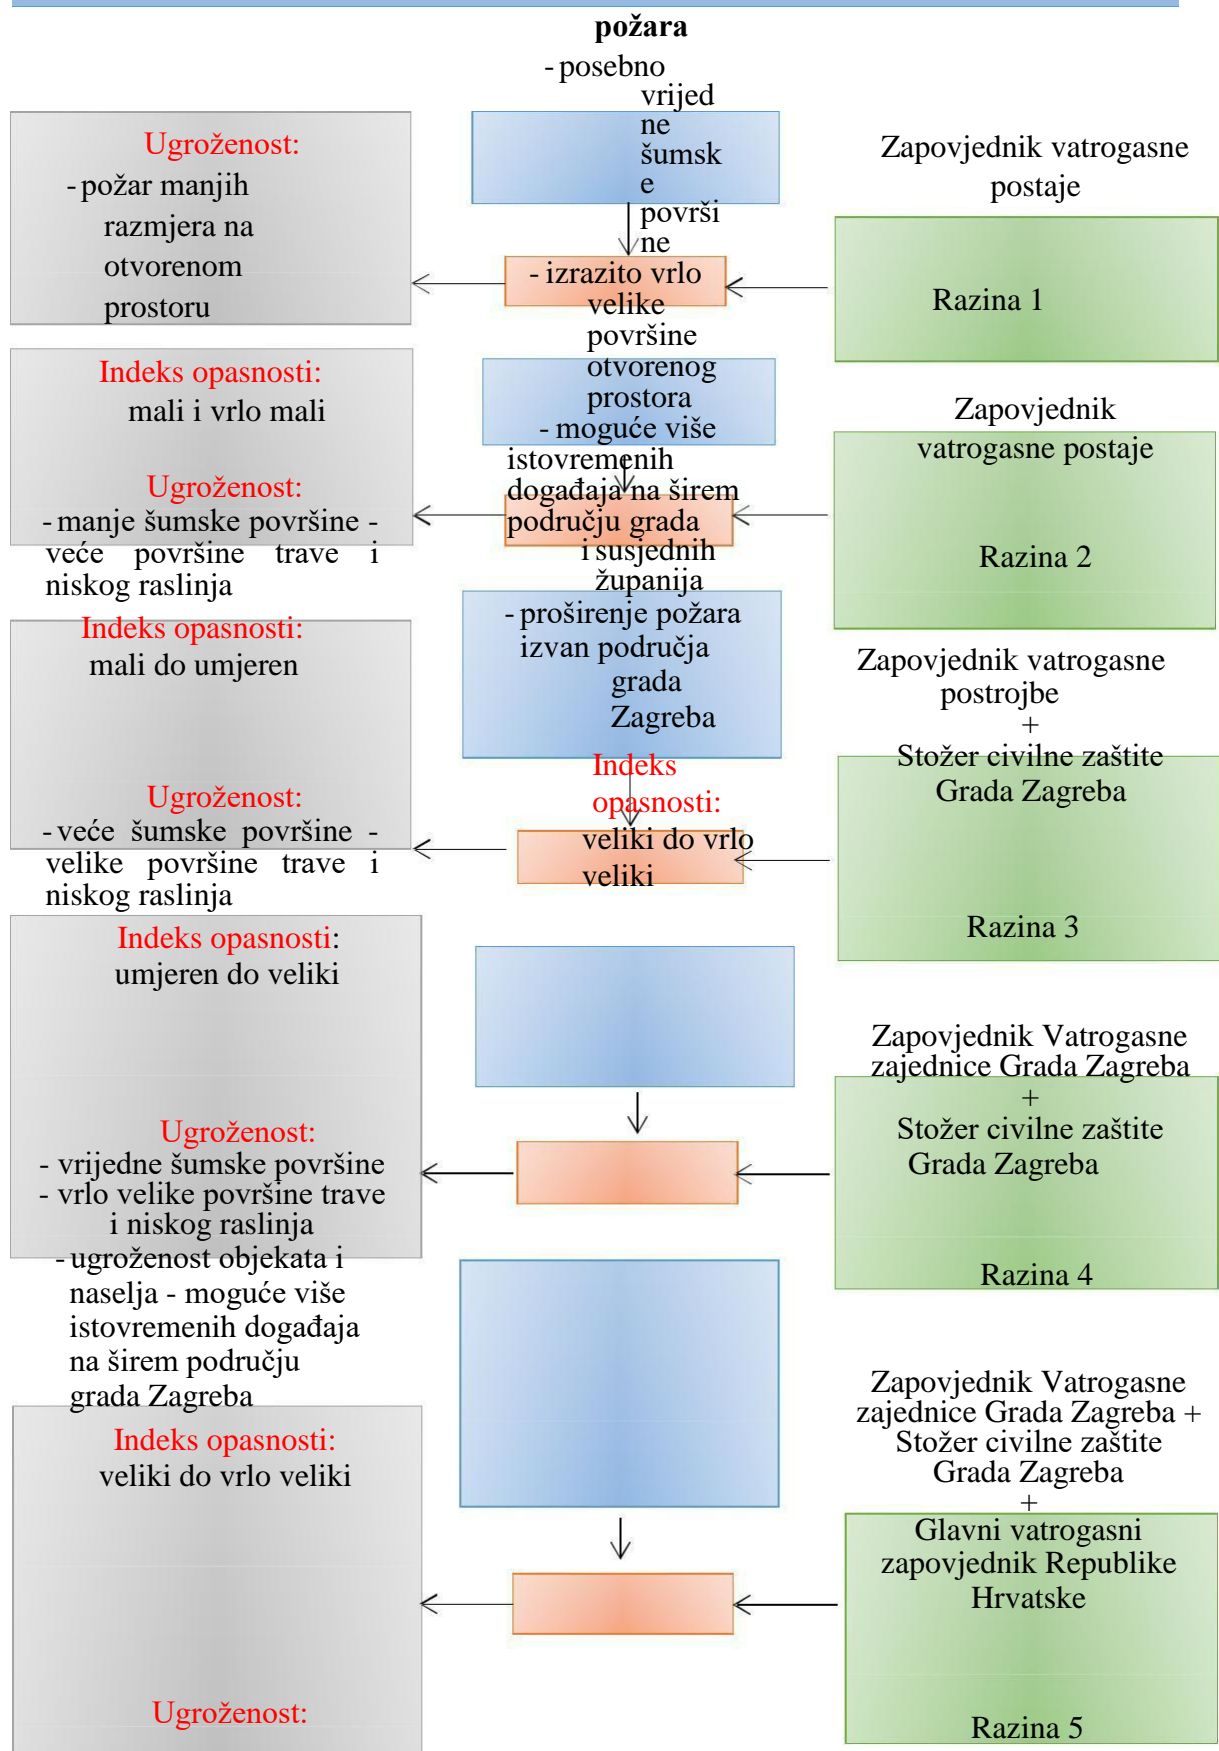 požara
- posebno
vrijed
ne
šumsk
e
površi
ne
- izrazito vrlo
velike
površine
otvorenog
prostora
- moguće više
istovremenih
događaja na širem
području grada
i susjednih
županija
- proširenje požara
izvan područja
grada
Zagreba
Indeks
opasnosti:
veliki do vrlo
veliki
Ugroženost:
- požar manjih
razmjera na
otvorenom
prostoru
Indeks opasnosti:
mali i vrlo mali
Ugroženost:
- manje šumske površine -
veće površine trave i
niskog raslinja
Indeks opasnosti:
mali do umjeren
Ugroženost:
- veće šumske površine -
velike površine trave i
niskog raslinja
Indeks opasnosti:
umjeren do veliki
Ugroženost:
- vrijedne šumske površine
- vrlo velike površine trave
i niskog raslinja
- ugroženost objekata i
naselja - moguće više
istovremenih događaja
na širem području
grada Zagreba
Indeks opasnosti:
veliki do vrlo veliki
Ugroženost:
Zapovjednik vatrogasne
postaje
Razina 1
Zapovjednik
vatrogasne postaje
Razina 2
Zapovjednik vatrogasne
postrojbe
+
Stožer civilne zaštite
Grada Zagreba
Razina 3
Zapovjednik Vatrogasne
zajednice Grada Zagreba
+
Stožer civilne zaštite
Grada Zagreba
Razina 4
Zapovjednik Vatrogasne
zajednice Grada Zagreba +
Stožer civilne zaštite
Grada Zagreba
+
Glavni vatrogasni
zapovjednik Republike
Hrvatske
Razina 5